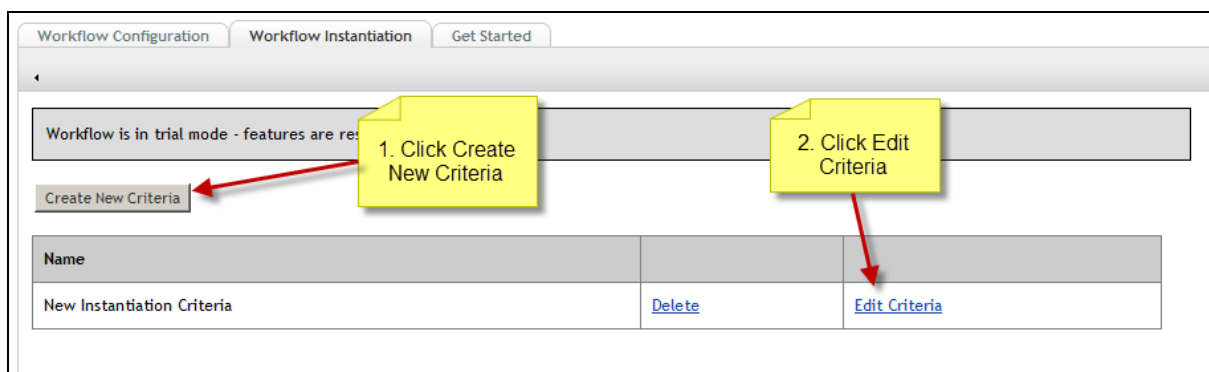 Workflow Configuration Workflow Instantiation Get Started
Workflow is in trial mode - features are
1. Click Create
New Criteria
2. Click Edit
Criteria
Create New Criteria
Name
New Instantiation Criteria Delete Edit Criteria